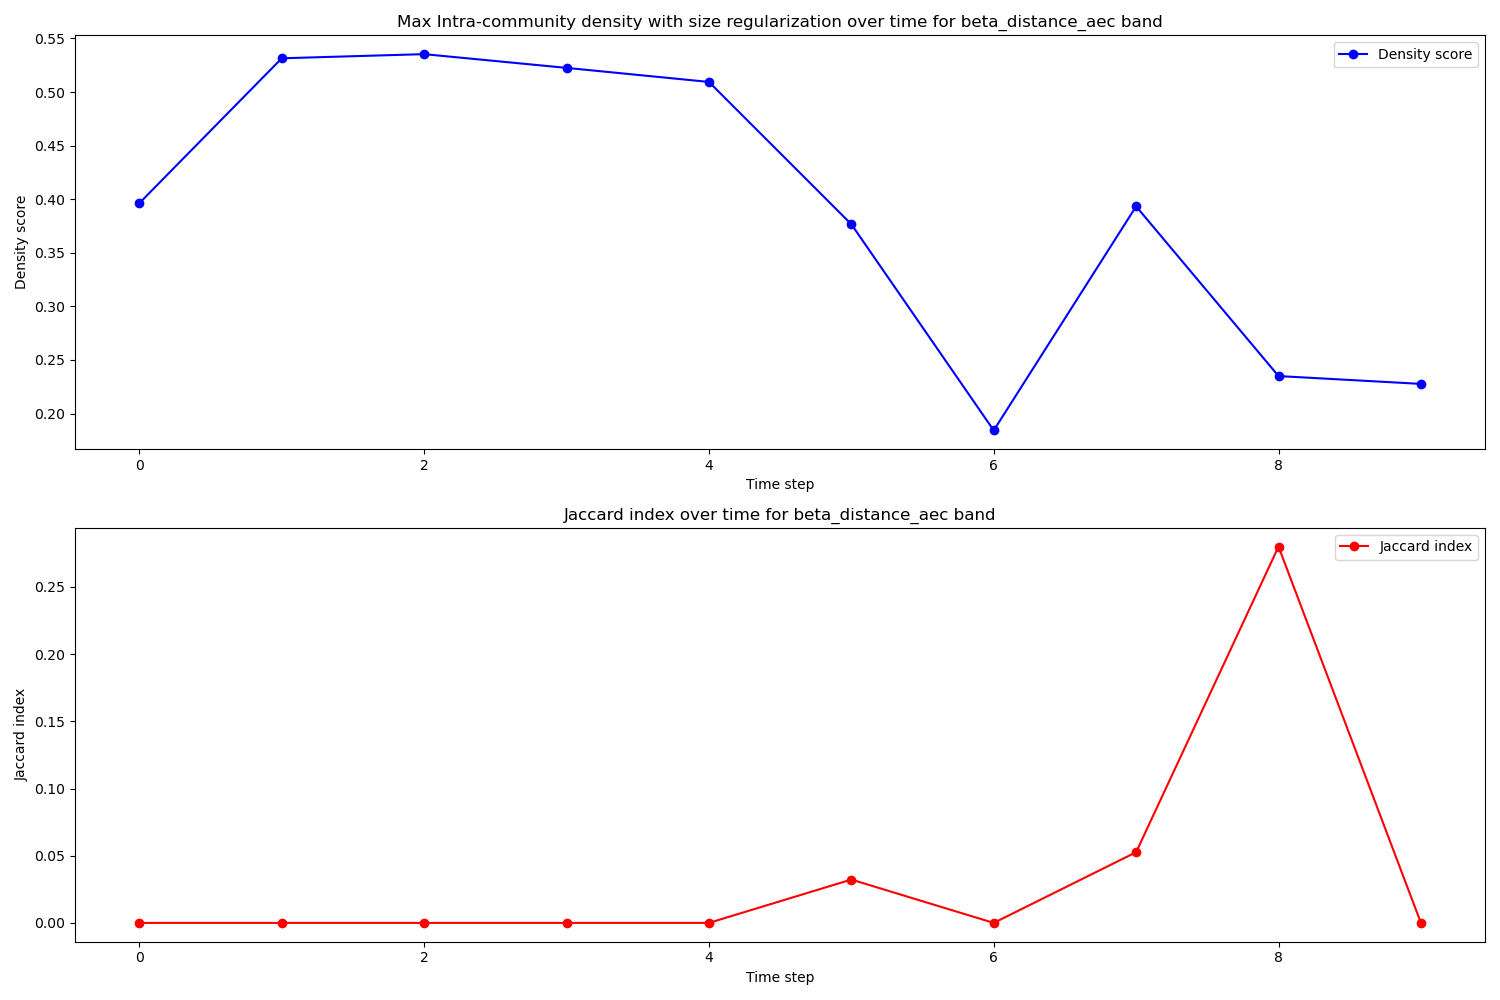 Max Intra-community density with size regularization over time for beta_distance_aec band
0.55
0.50
0.45
0.40
0.35
0.30
0.25
0.20
Density score
Density score
0 2 4 6 8
Time step
Jaccard index over time for beta_distance_aec band
0.25
0.20
0.15
0.10
0.05
0.00
Jaccard index
Jaccard index
0 2 4 6 8
Time step